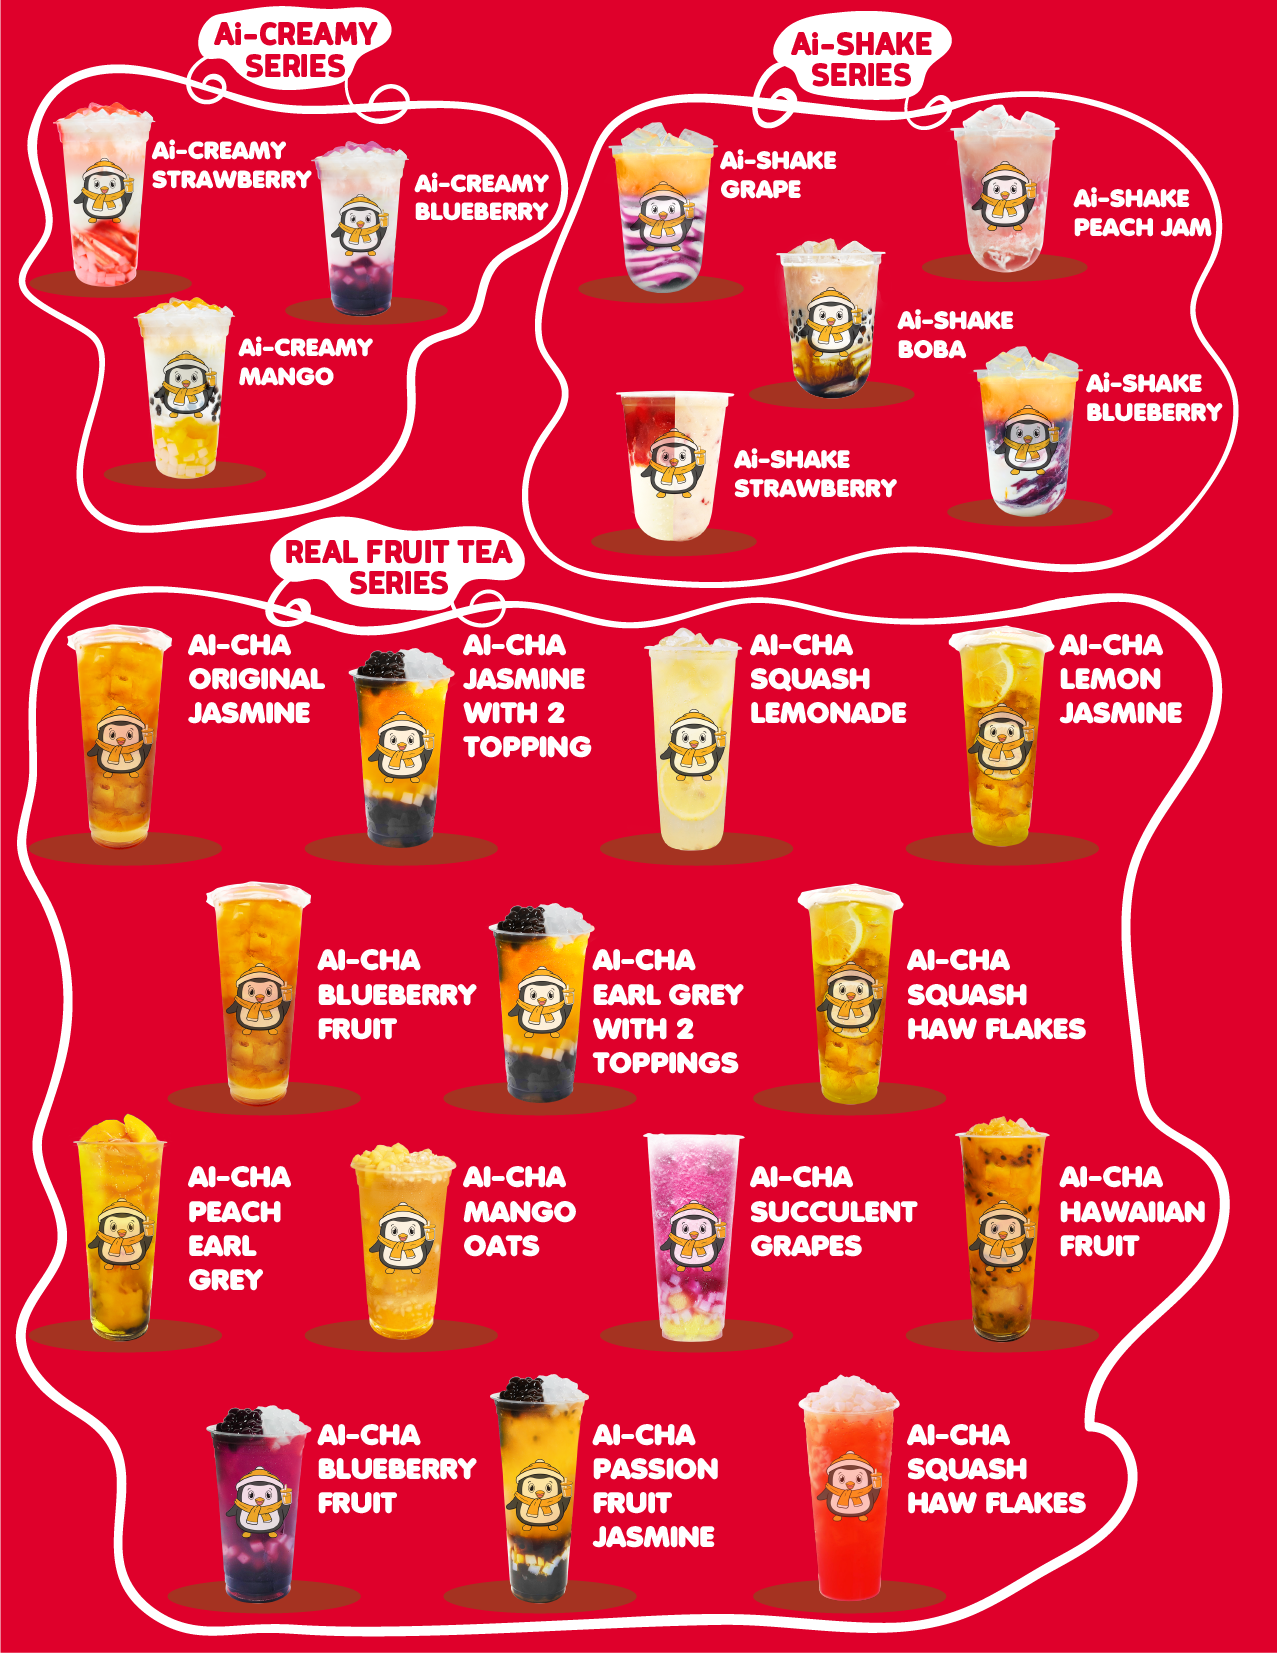 Ai-CREAMY
SERIES
Ai-CREAMY
STRAWBERRY
Ai-CREAMY
BLUEBERRY
Ai-CREAMY
MANGO
Ai-SHAKE
SERIES
Ai-SHAKE
GRAPE
Ai-SHAKE
PEACH JAM
Ai-SHAKE
BOBA
Ai-SHAKE
BLUEBERRY
Ai-SHAKE
STRAWBERRY
REAL FRUIT TEA
SERIES
AI-CHA
ORIGINAL
JASMINE
AI-CHA
JASMINE
WITH 2
TOPPING
AI-CHA
SQUASH
LEMONADE
AI-CHA
LEMON
JASMINE
AI-CHA
BLUEBERRY
FRUIT
AI-CHA
EARL GREY
WITH 2
TOPPINGS
AI-CHA
SQUASH
HAW FLAKES
AI-CHA
PEACH
EARL
GREY
AI-CHA
MANGO
OATS
AI-CHA
SUCCULENT
GRAPES
AI-CHA
HAWAIIAN
FRUIT
AI-CHA
BLUEBERRY
FRUIT
AI-CHA
PASSION
FRUIT
JASMINE
AI-CHA
SQUASH
HAW FLAKES